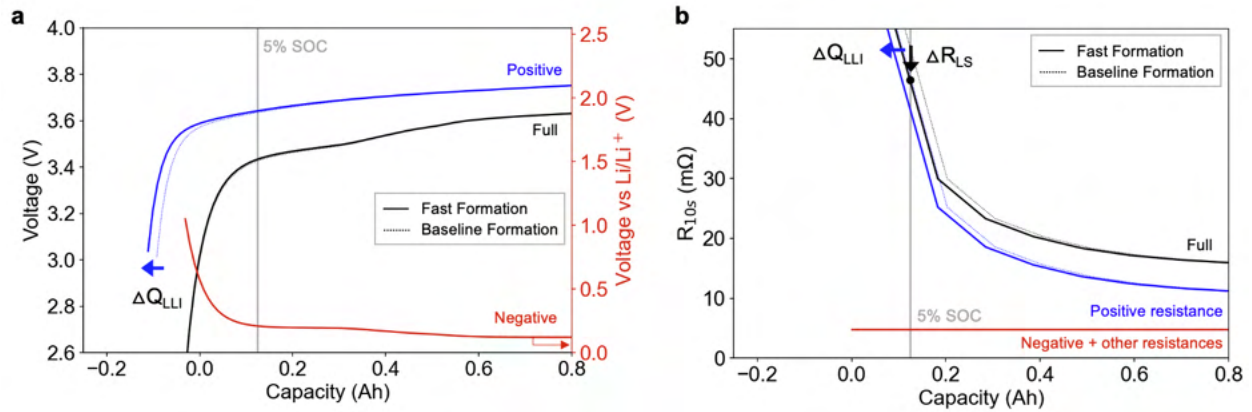 a
4.0
3.8
3.6
3.4
3.2
3.0
2.8
2.6
Voltage (V)
5% SOC
Positive
Full
Fast Formation
Baseline Formation
ΔQLLI
Negative
−0.2
0.0
0.2
0.4
0.6
0.8
Capacity (Ah)
2.5
2.0
1.5
1.0
0.5
0.0
Voltage vs Li/Li⁺ (V)
b
50
40
30
20
10
0
R10s (mΩ)
ΔQLLI
ΔRLS
Fast Formation
Baseline Formation
Full
Positive resistance
5% SOC
Negative + other resistances
−0.2
0.0
0.2
0.4
0.6
0.8
Capacity (Ah)